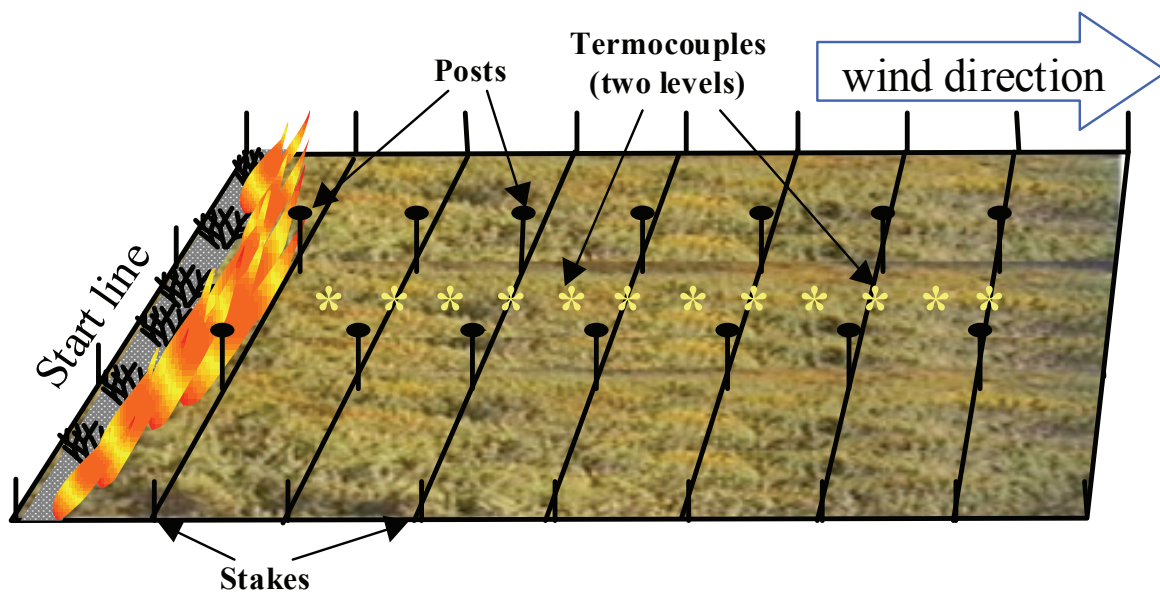 Termocouples
(two levels)
wind direction
Posts
Start line
Stakes